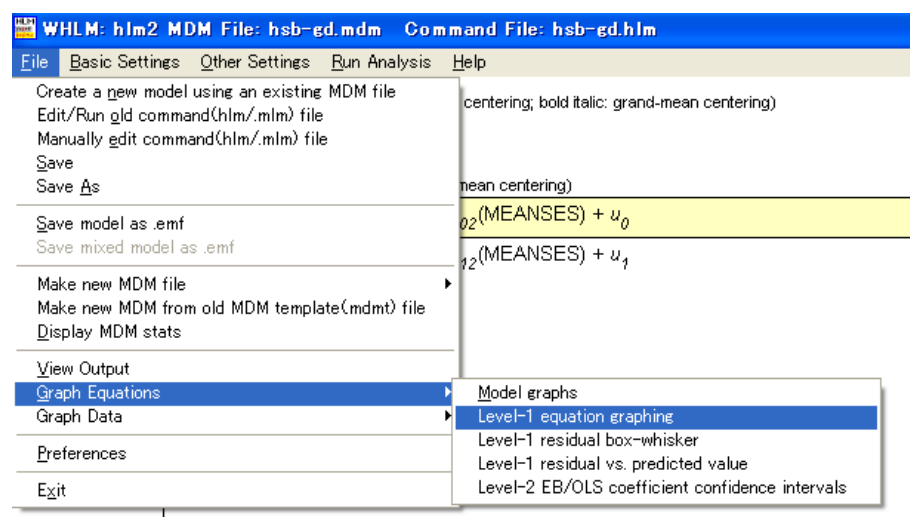 WHLM: hlm2 MDM File: hsb-gd.mdm Command File: hsb-gd.hlm
File Basic Settings Other Settings Run Analysis Help
Create a new model using an existing MDM file
Edit/Run old command(hlm/.mlm) file
Manually edit command(hlm/.mlm) file
Save
Save As
Save model as .emf
Save mixed model as .emf
Make new MDM file
Make new MDM from old MDM template(mdmt) file
Display MDM stats
View Output
Graph Equations
Graph Data
Preferences
Exit
centering; bold italic: grand-mean centering)
mean centering)
02(MEANSES) + u0
12(MEANSES) + u1
Model graphs
Level-1 equation graphing
Level-1 residual box-whisker
Level-1 residual vs. predicted value
Level-2 EB/OLS coefficient confidence intervals